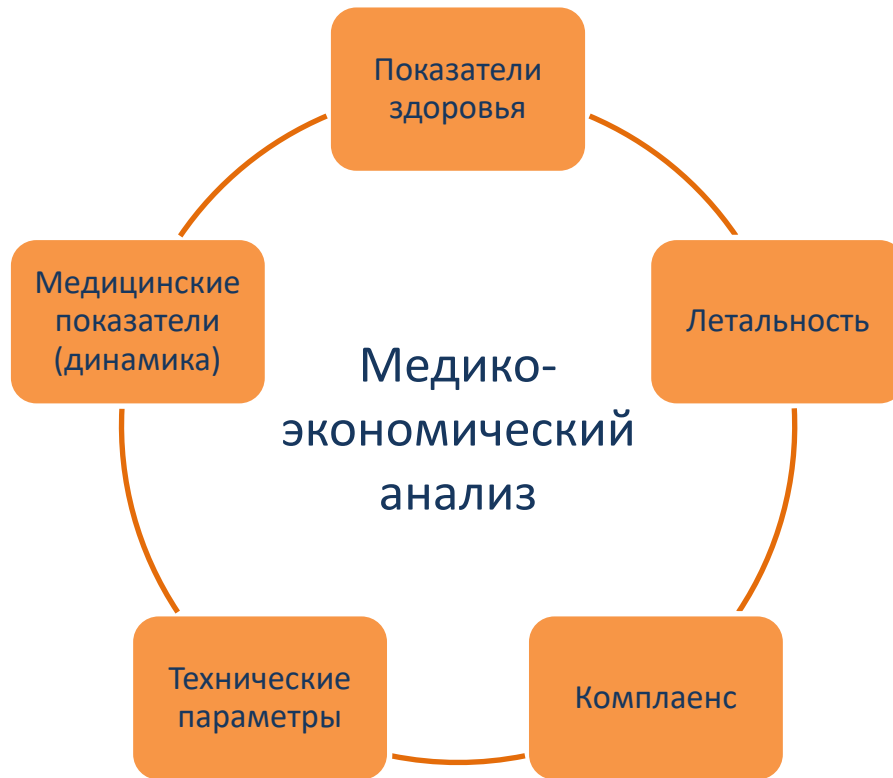 Показатели
здоровья
Медицинские
показатели
(динамика)
Летальность
Медико-
экономический
анализ
Технические
параметры
Комплаенс